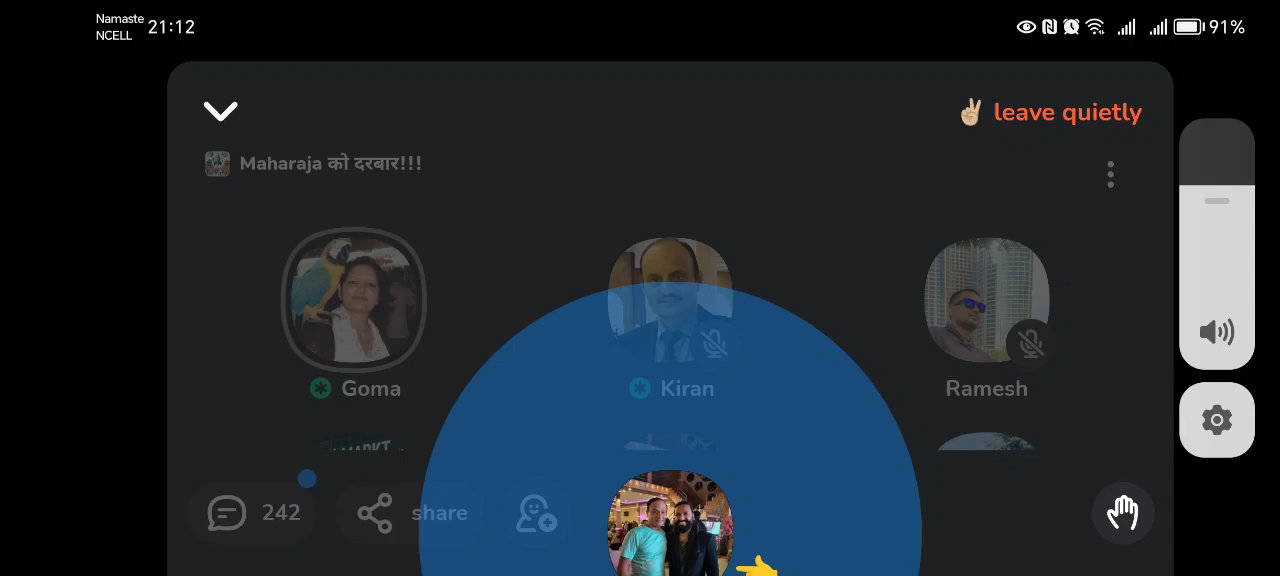 Namaste
NCELL
21:12
91%
✌🏼 leave quietly
Maharaja को दरबार!!!
Goma
Kiran
Ramesh
242
share